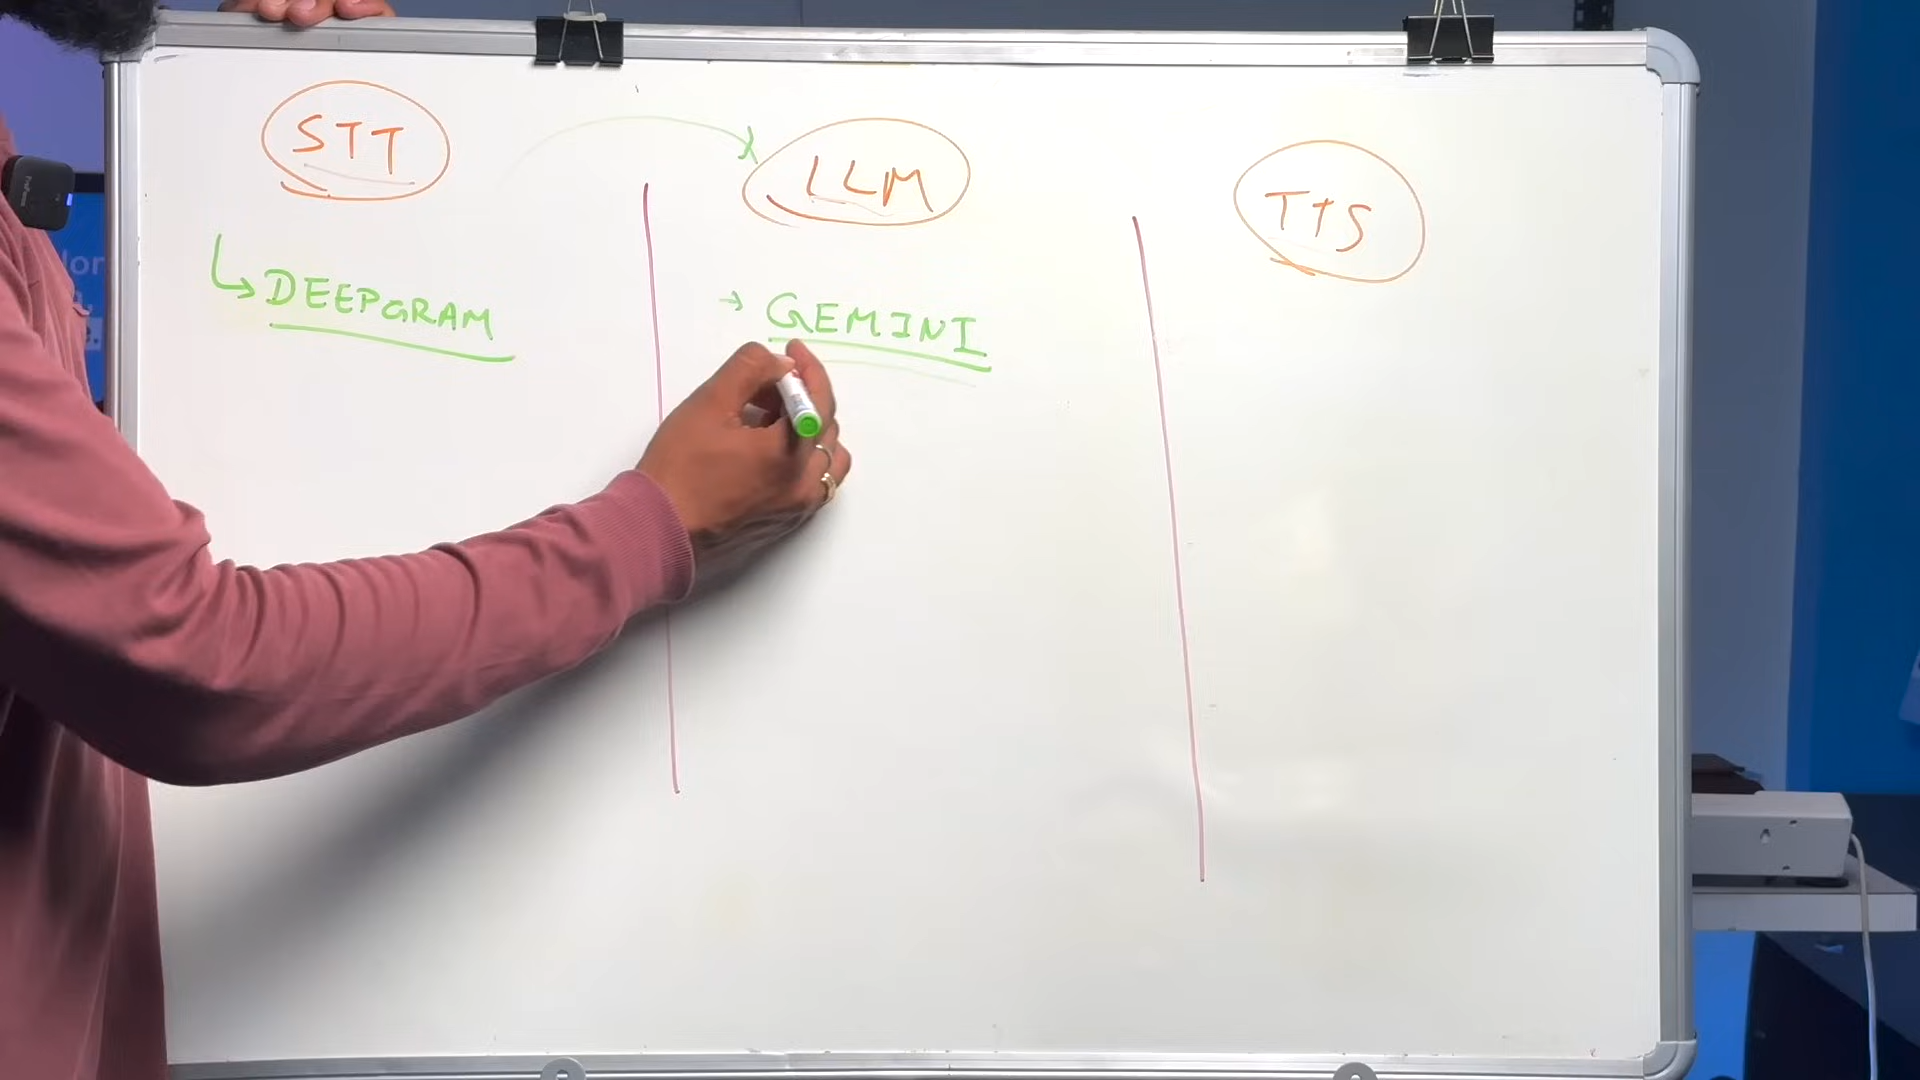 STT
LLM
TTS
↳ DEEPGRAM
→ GEMINI